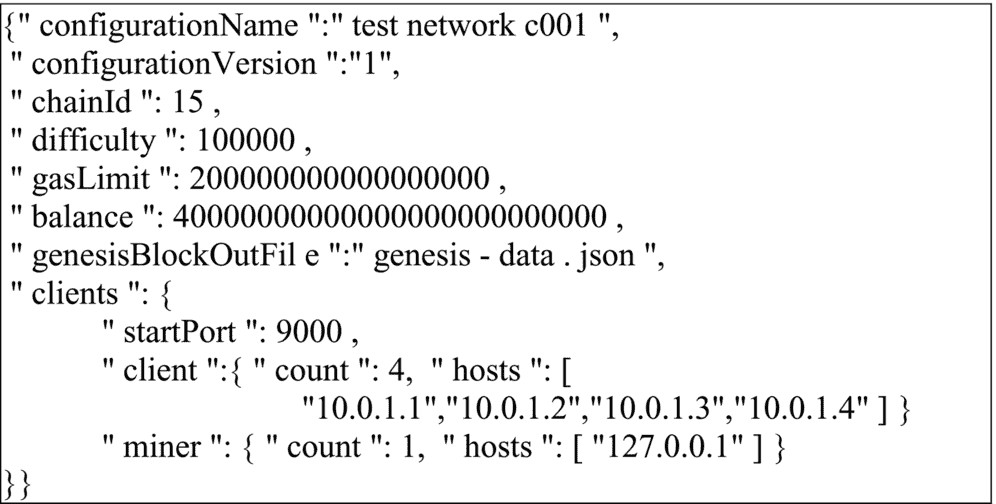 {" configurationName ":" test network c001 ",
" configurationVersion ":"1",
" chainId ": 15 ,
" difficulty ": 100000 ,
" gasLimit ": 200000000000000000 ,
" balance ": 40000000000000000000000000 ,
" genesisBlockOutFil e ":" genesis - data . json ",
" clients ": {
" startPort ": 9000 ,
" client ":{ " count ": 4, " hosts ": [
"10.0.1.1","10.0.1.2","10.0.1.3","10.0.1.4" ] }
" miner ": { " count ": 1, " hosts ": [ "127.0.0.1" ] }
}}